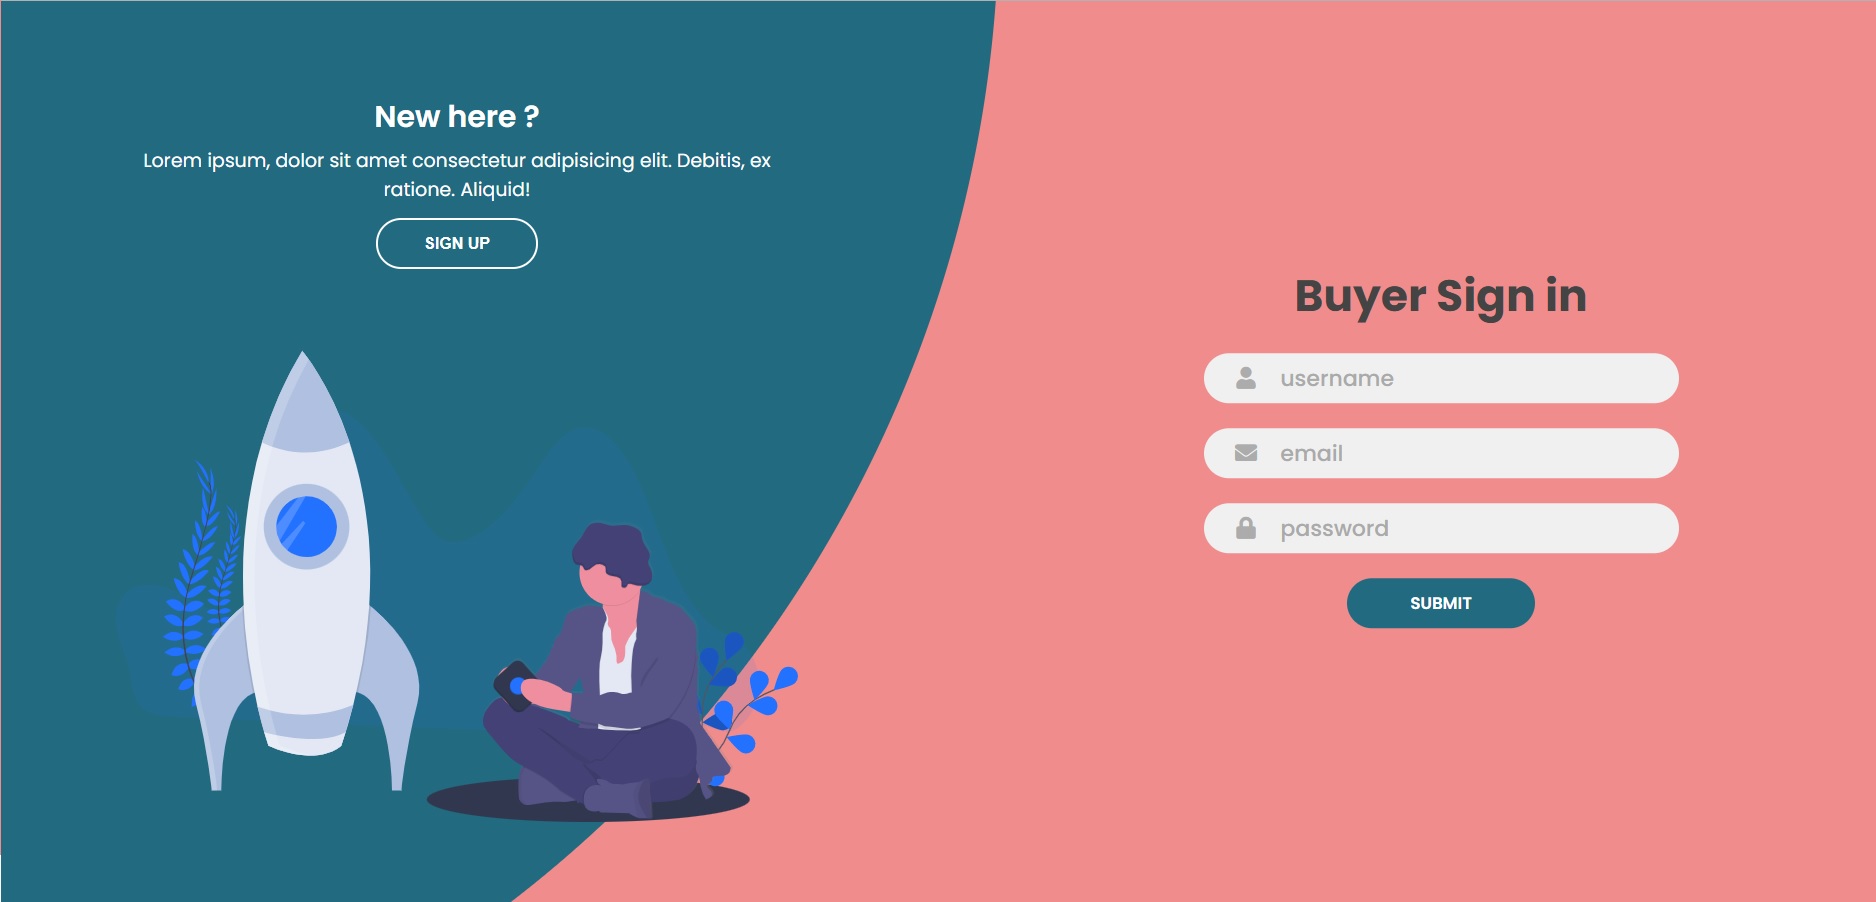 New here ?
Lorem ipsum, dolor sit amet consectetur adipisicing elit. Debitis, ex
ratione. Aliquid!
SIGN UP
Buyer Sign in
username
email
password
SUBMIT